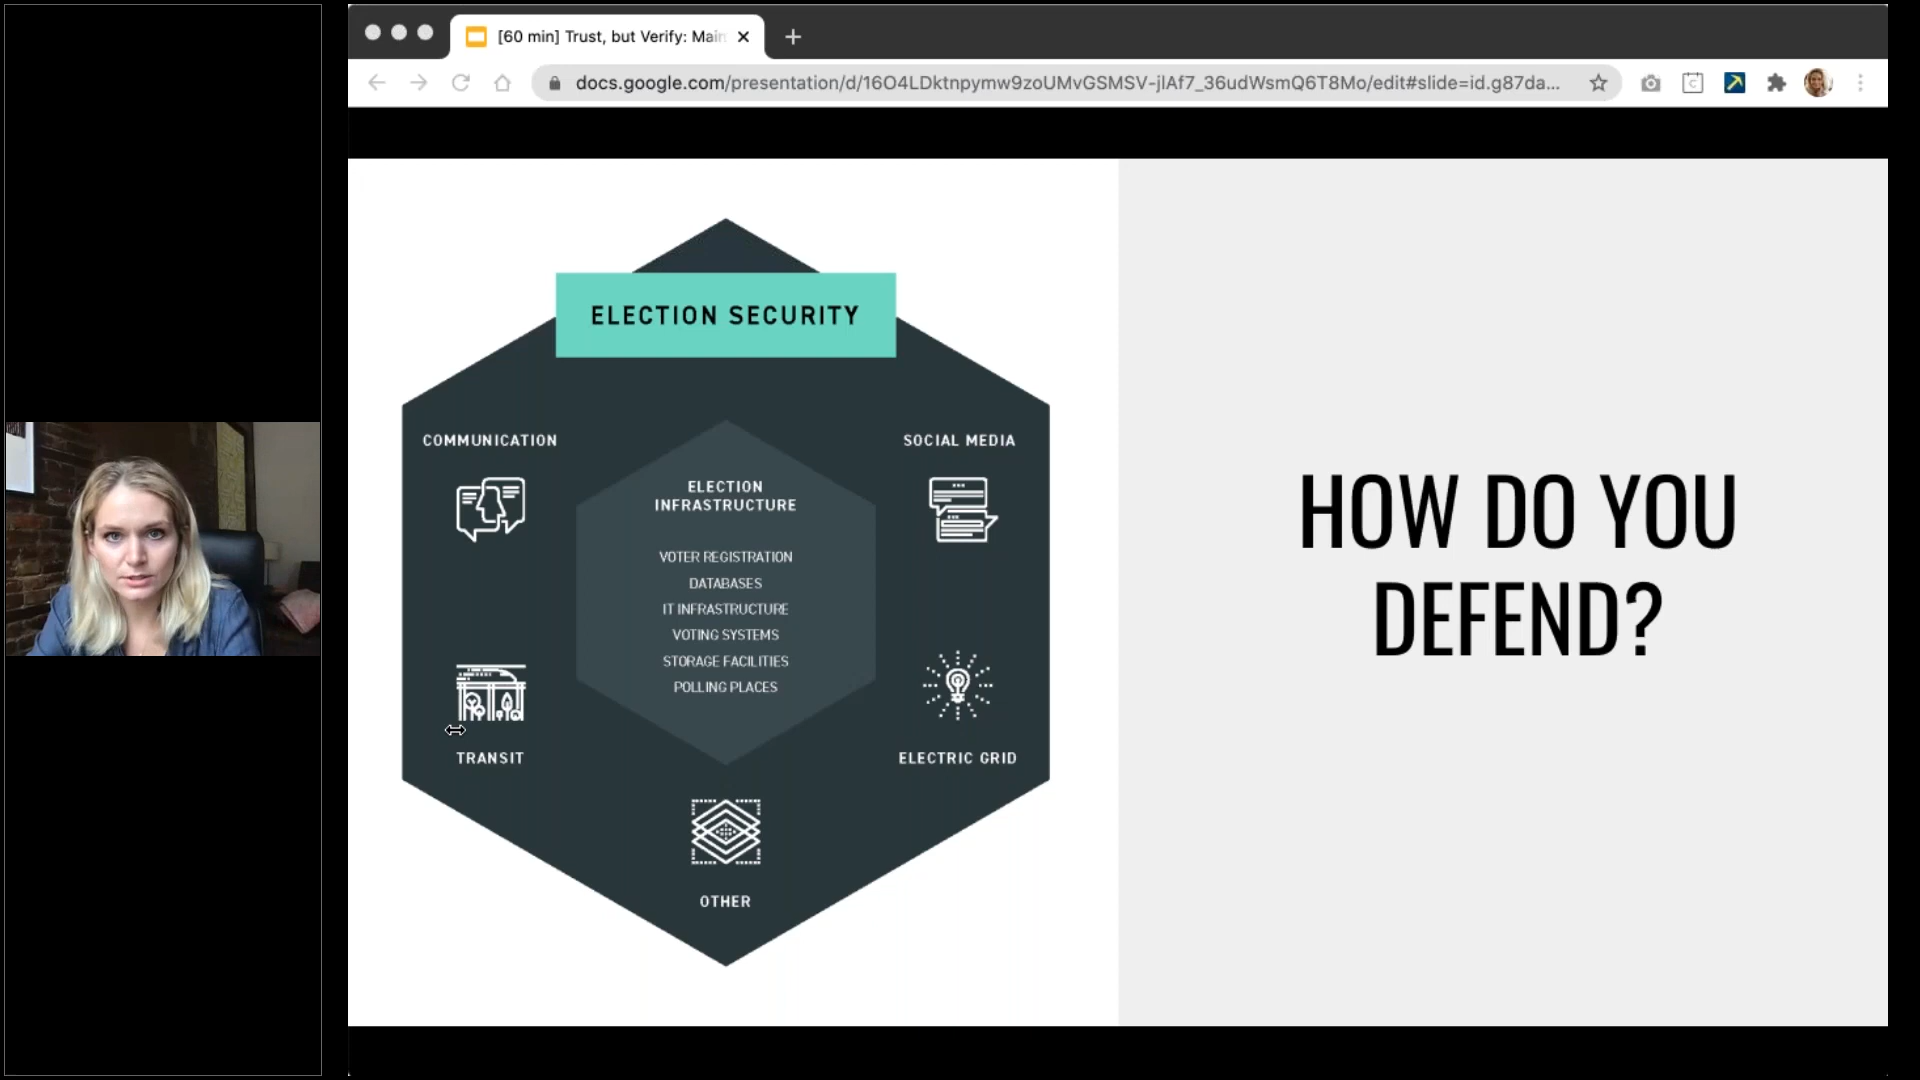 [60 min] Trust, but Verify: Main
docs.google.com/presentation/d/16O4LDktnpymw9zoUMvGSMSV-jlAf7_36udWsmQ6T8Mo/edit#slide=id.g87da...
ELECTION SECURITY
COMMUNICATION
SOCIAL MEDIA
ELECTION
INFRASTRUCTURE
VOTER REGISTRATION
DATABASES
IT INFRASTRUCTURE
VOTING SYSTEMS
STORAGE FACILITIES
POLLING PLACES
TRANSIT
ELECTRIC GRID
OTHER
HOW DO YOU
DEFEND?